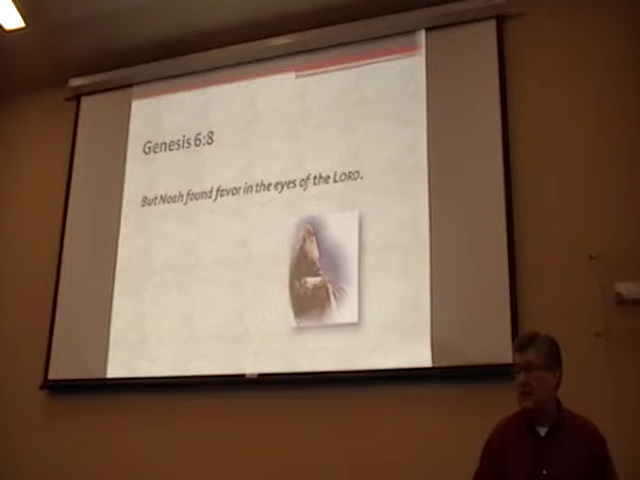 Genesis 6:8
But Noah found favor in the eyes of the LORD.